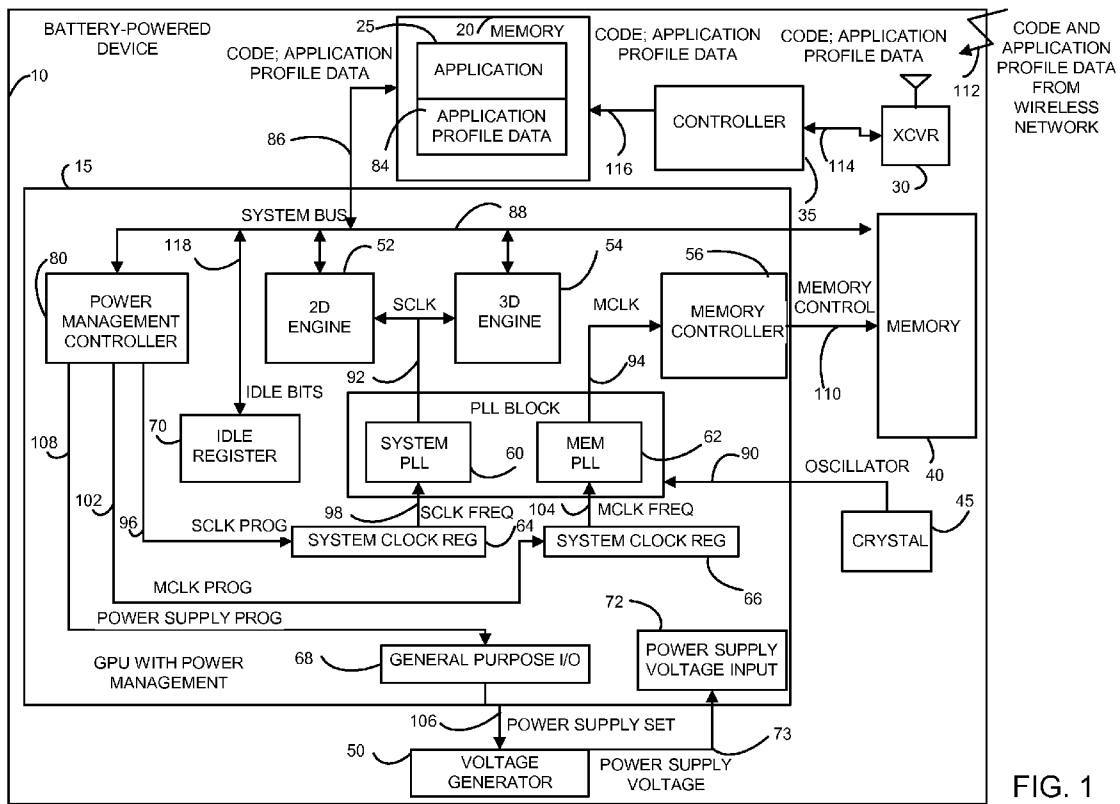 BATTERY-POWERED
DEVICE
10
25
20
MEMORY
CODE; APPLICATION
PROFILE DATA
APPLICATION
APPLICATION
PROFILE DATA
84
86
CODE; APPLICATION
PROFILE DATA
CONTROLLER
116
114
35
CODE; APPLICATION
PROFILE DATA
XCVR
30
112
CODE AND
APPLICATION
PROFILE DATA
FROM
WIRELESS
NETWORK
15
SYSTEM BUS
88
118
80
POWER
MANAGEMENT
CONTROLLER
52
2D
ENGINE
SCLK
54
3D
ENGINE
MCLK
56
MEMORY
CONTROLLER
MEMORY
CONTROL
110
MEMORY
40
92
94
IDLE BITS
70
IDLE
REGISTER
PLL BLOCK
SYSTEM
PLL
60
MEM
PLL
62
90
OSCILLATOR
45
CRYSTAL
108
102
96
98
SCLK FREQ
104
MCLK FREQ
SCLK PROG
SYSTEM CLOCK REG
64
SYSTEM CLOCK REG
66
MCLK PROG
POWER SUPPLY PROG
72
POWER SUPPLY
VOLTAGE INPUT
GPU WITH POWER
MANAGEMENT
68
GENERAL PURPOSE I/O
106
POWER SUPPLY SET
73
50
VOLTAGE
GENERATOR
POWER SUPPLY
VOLTAGE
FIG. 1